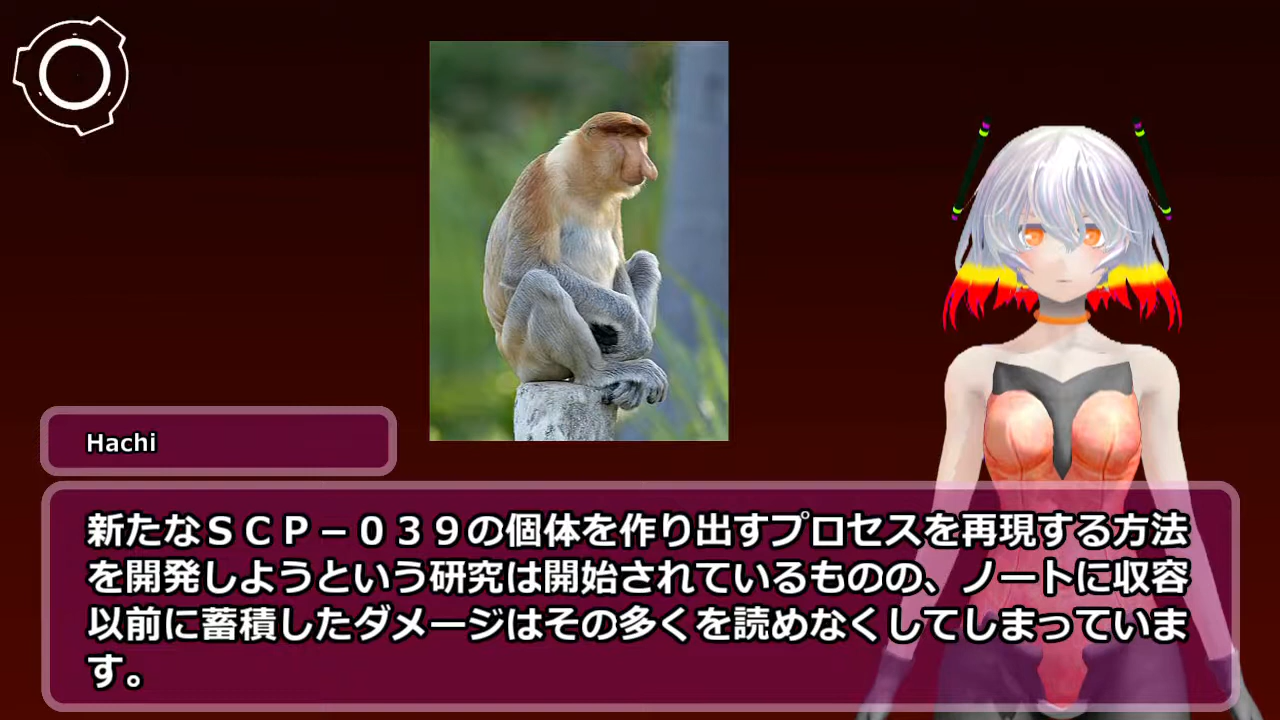 Hachi
新たなＳＣＰ－０３９の個体を作り出すプロセスを再現する方法
を開発しようという研究は開始されているものの、ノートに収容
以前に蓄積したダメージはその多くを読めなくしてしまっていま
す。